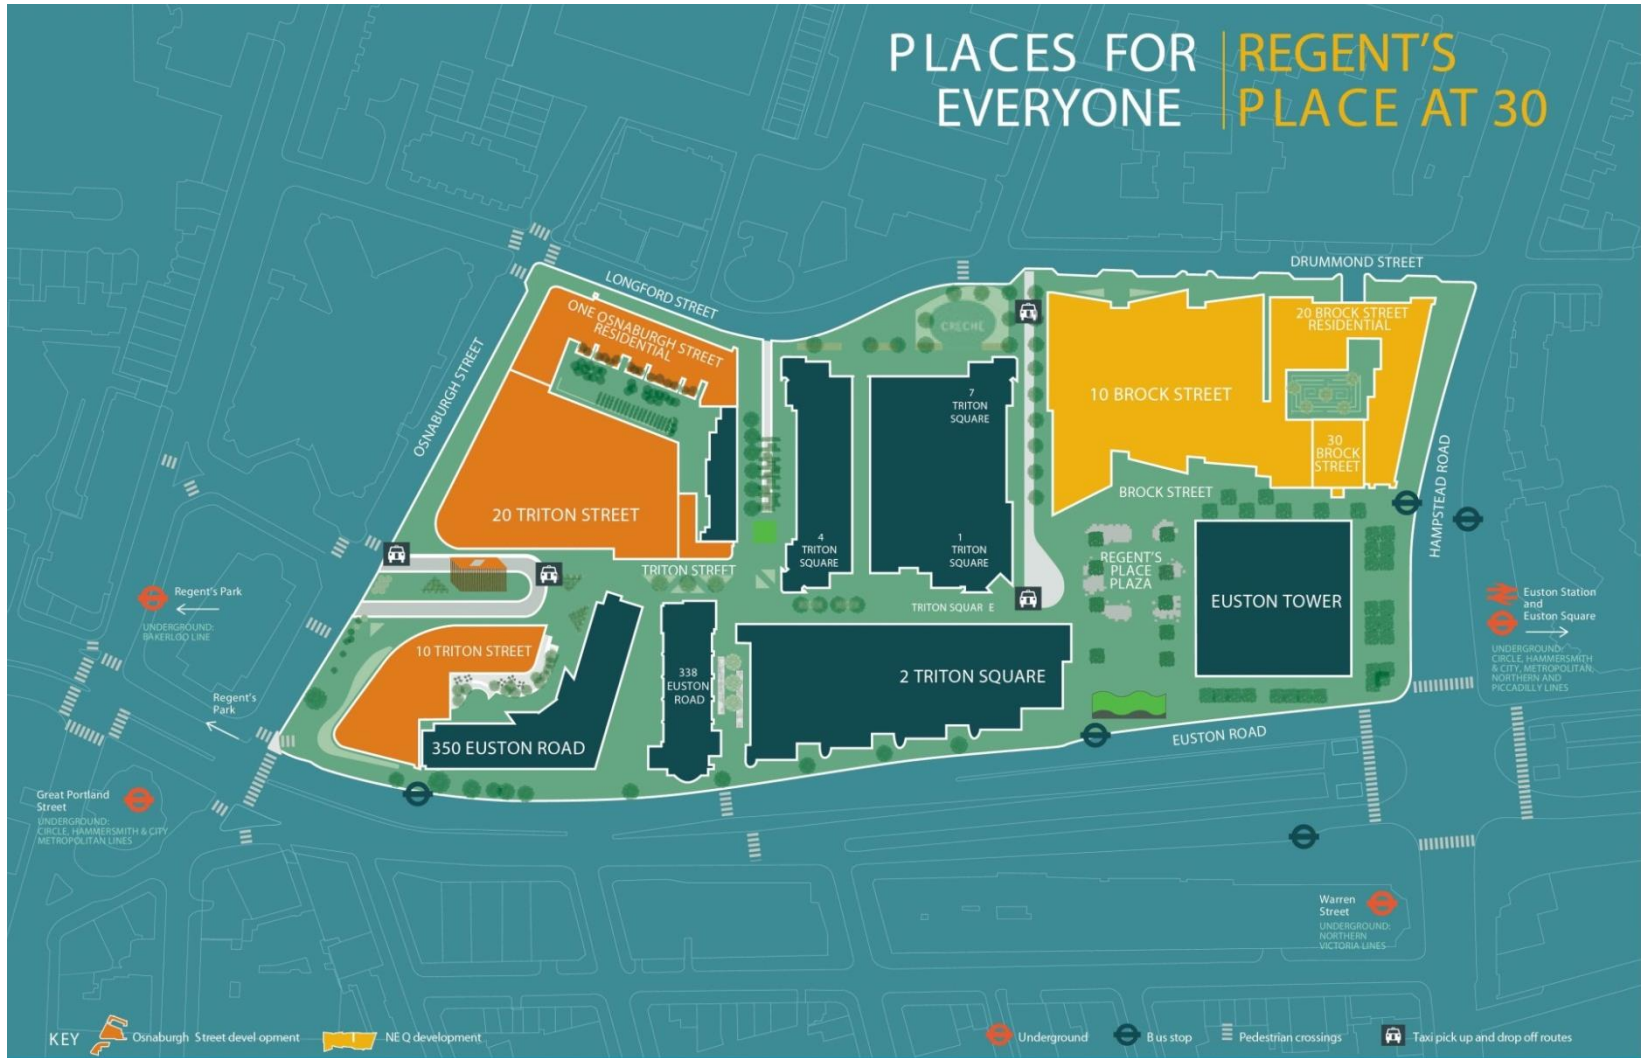 PLACES FOR
EVERYONE
REGENT'S
PLACE AT 30
DRUMMOND STREET
LONGFORD STREET
ONE OSNABURGH STREET
RESIDENTIAL
CRECHE
20 BROCK STREET
RESIDENTIAL
OSNABURGH STREET
7
TRITON
SQUARE
10 BROCK STREET
30
BROCK
STREET
BROCK STREET
HAMPSTEAD ROAD
20 TRITON STREET
4
TRITON
SQUARE
1
TRITON
SQUARE
REGENT'S
PLACE
PLAZA
TRITON STREET
TRITON SQUAR E
EUSTON TOWER
Regent's Park
UNDERGROUND:
BAKERLOO LINE
Euston Station
and
Euston Square
UNDERGROUND:
CIRCLE, HAMMERSMITH
& CITY, METROPOLITAN,
NORTHERN AND
PICCADILLY LINES
10 TRITON STREET
338
EUSTON
ROAD
2 TRITON SQUARE
Regent's
Park
350 EUSTON ROAD
EUSTON ROAD
Great Portland
Street
UNDERGROUND:
CIRCLE, HAMMERSMITH & CITY
METROPOLITAN LINES
Warren
Street
UNDERGROUND:
NORTHERN
VICTORIA LINES
KEY
Osnaburgh Street devel opment
NE Q development
Underground
B us stop
Pedestrian crossings
Taxi pick up and drop off routes